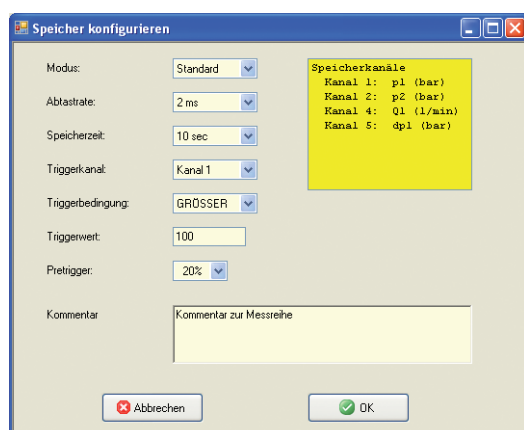 Speicher konfigurieren
Modus: Standard
Abtastrate: 2 ms
Speicherzeit: 10 sec
Triggerkanal: Kanal 1
Triggerbedingung: GRÖSSER
Triggerwert: 100
Pretrigger: 20%
Speicherkanäle
Kanal 1: p1 (bar)
Kanal 2: p2 (bar)
Kanal 4: Q1 (l/min)
Kanal 5: dp1 (bar)
Kommentar
Kommentar zur Messreihe
Abbrechen
OK